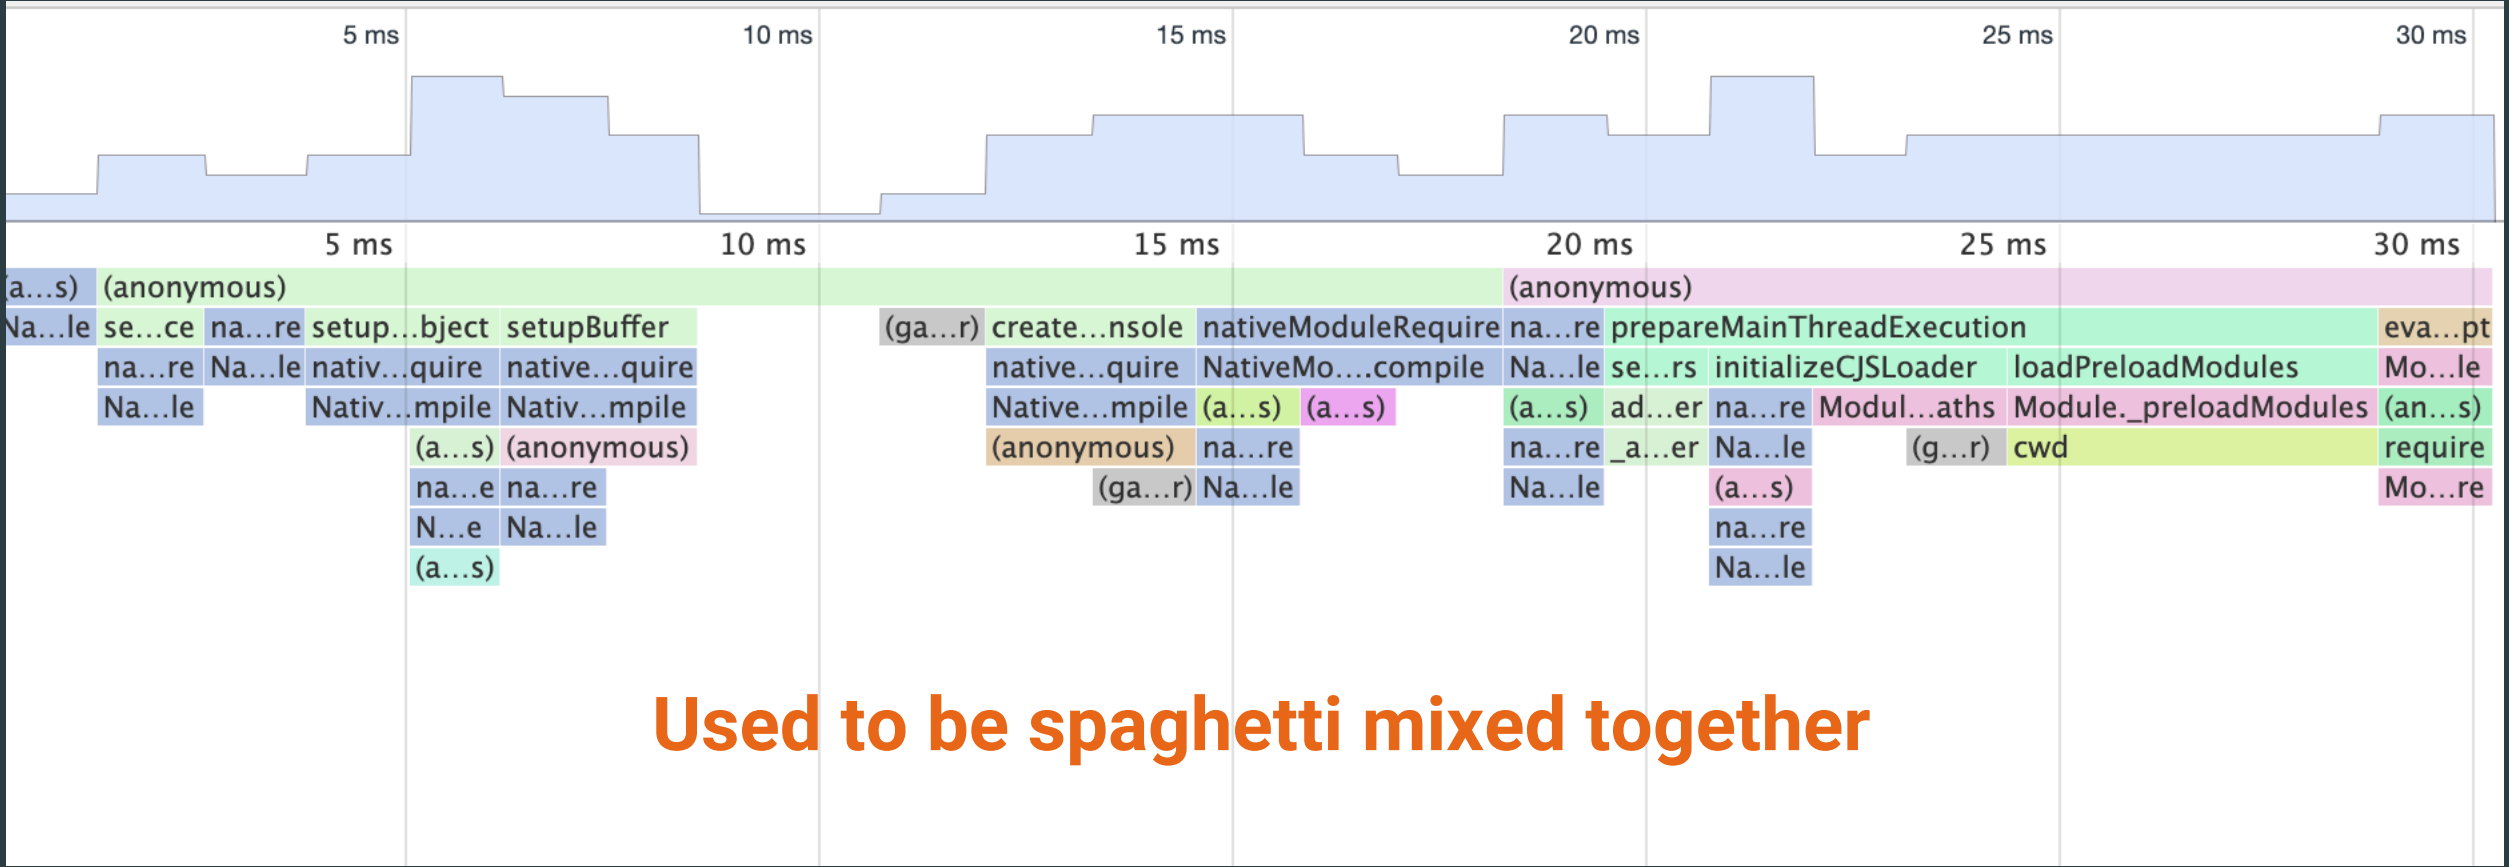 5 ms 10 ms 15 ms 20 ms 25 ms 30 ms
5 ms 10 ms 15 ms 20 ms 25 ms 30 ms
(a...s) (anonymous) (anonymous)
Na...le se...ce na...re setup...bject setupBuffer (ga...r) create...nsole nativeModuleRequire na...re prepareMainThreadExecution eva...pt
na...re Na...le nativ...quire native...quire native...quire NativeMo....compile Na...le se...rs initializeCJSLoader loadPreloadModules Mo...le
Na...le Nativ...mpile Nativ...mpile Native...mpile (a...s) (a...s) (a...s) ad...er na...re Modul...aths Module._preloadModules (an...s)
(a...s) (anonymous) (anonymous) na...re na...re _a...er Na...le (g...r) cwd require
na...e na...re (ga...r) Na...le Na...le (a...s) Mo...re
N...e Na...le na...re
(a...s) Na...le
Used to be spaghetti mixed together